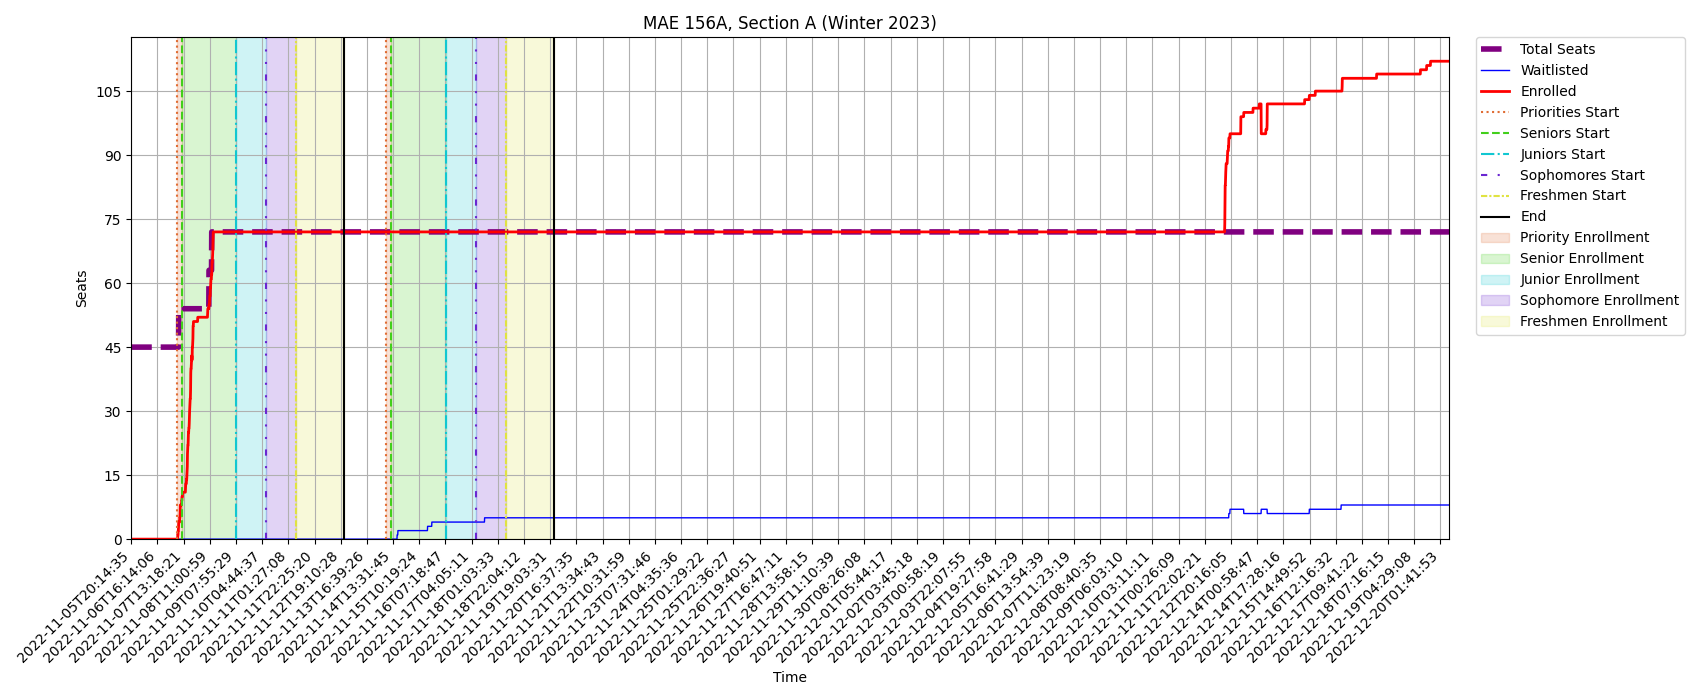 MAE 156A, Section A (Winter 2023)
Seats
105
90
75
60
45
30
15
0
2022-11-05T20:14:35
2022-11-06T16:14:06
2022-11-07T13:18:21
2022-11-08T11:00:59
2022-11-09T07:55:29
2022-11-10T04:44:37
2022-11-11T01:27:08
2022-11-11T22:25:20
2022-11-12T19:10:28
2022-11-13T16:39:26
2022-11-14T13:31:45
2022-11-15T10:19:24
2022-11-16T07:18:47
2022-11-17T04:05:11
2022-11-18T01:03:33
2022-11-18T22:04:12
2022-11-19T19:03:31
2022-11-20T16:37:35
2022-11-21T13:34:43
2022-11-22T10:31:59
2022-11-23T07:31:46
2022-11-24T04:35:36
2022-11-25T01:29:22
2022-11-25T22:36:27
2022-11-26T19:40:51
2022-11-27T16:47:11
2022-11-28T13:58:15
2022-11-29T11:10:39
2022-11-30T08:26:08
2022-12-01T05:44:17
2022-12-02T03:45:18
2022-12-03T00:58:19
2022-12-03T22:07:55
2022-12-04T19:27:58
2022-12-05T16:41:29
2022-12-06T13:54:39
2022-12-07T11:23:19
2022-12-08T08:40:35
2022-12-09T06:03:10
2022-12-10T03:11:11
2022-12-11T00:26:09
2022-12-11T22:02:21
2022-12-12T20:16:05
2022-12-14T00:58:47
2022-12-14T17:28:16
2022-12-15T14:49:52
2022-12-16T12:16:32
2022-12-17T09:41:22
2022-12-18T07:16:15
2022-12-19T04:29:08
2022-12-20T01:41:53
Time
Total Seats
Waitlisted
Enrolled
Priorities Start
Seniors Start
Juniors Start
Sophomores Start
Freshmen Start
End
Priority Enrollment
Senior Enrollment
Junior Enrollment
Sophomore Enrollment
Freshmen Enrollment